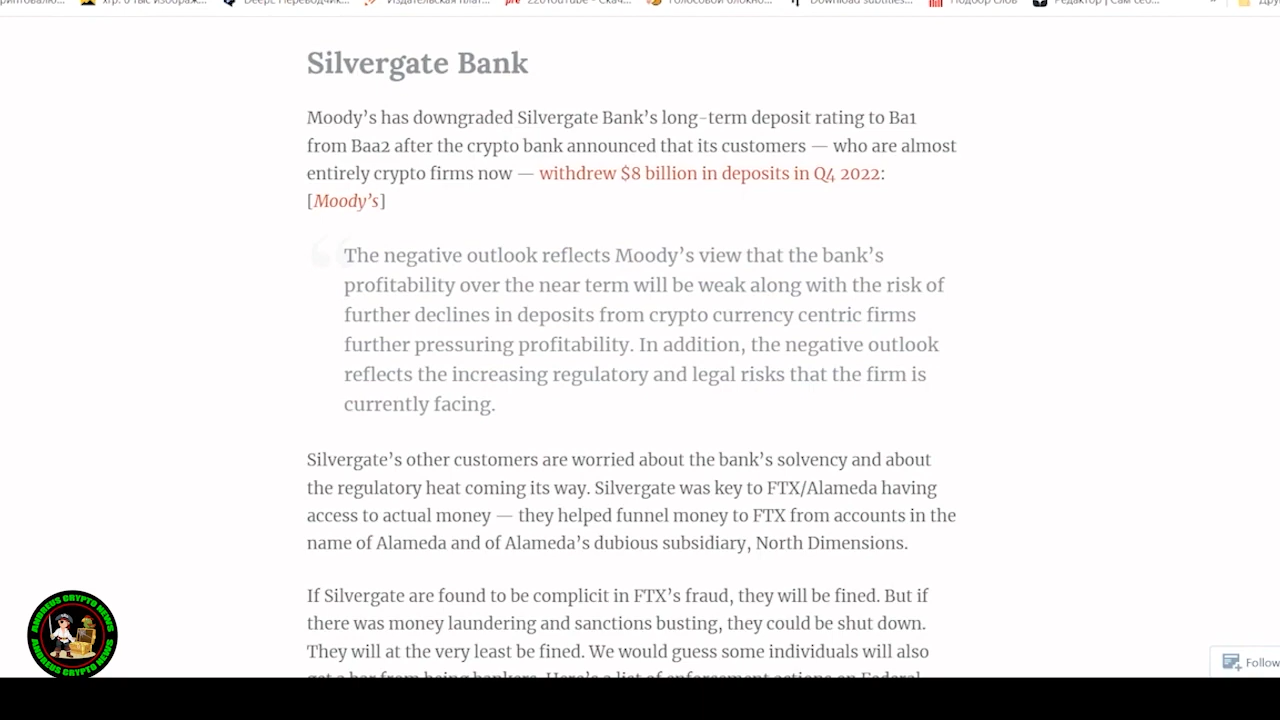 Silvergate Bank
Moody's has downgraded Silvergate Bank's long-term deposit rating to Ba1
from Baa2 after the crypto bank announced that its customers — who are almost
entirely crypto firms now — withdrew $8 billion in deposits in Q4 2022:
[Moody's]
The negative outlook reflects Moody's view that the bank's
profitability over the near term will be weak along with the risk of
further declines in deposits from crypto currency centric firms
further pressuring profitability. In addition, the negative outlook
reflects the increasing regulatory and legal risks that the firm is
currently facing.
Silvergate's other customers are worried about the bank's solvency and about
the regulatory heat coming its way. Silvergate was key to FTX/Alameda having
access to actual money — they helped funnel money to FTX from accounts in the
name of Alameda and of Alameda's dubious subsidiary, North Dimensions.
If Silvergate are found to be complicit in FTX's fraud, they will be fined. But if
there was money laundering and sanctions busting, they could be shut down.
They will at the very least be fined. We would guess some individuals will also
Follow
ANDREUS CRYPTO NEWS
ANDREUS CRYPTO NEWS